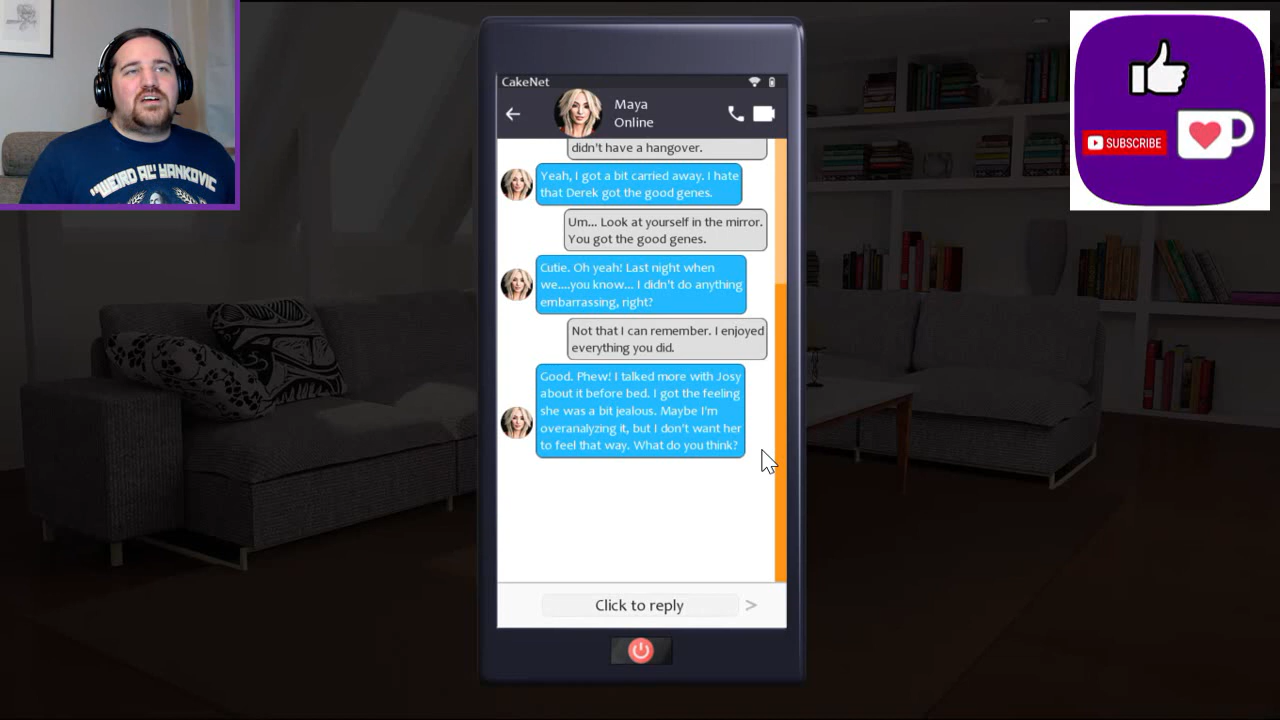 "WEIRD AL" YANKOVIC
SUBSCRIBE
CakeNet
Maya
Online
didn't have a hangover.
Yeah, I got a bit carried away. I hate
that Derek got the good genes.
Um... Look at yourself in the mirror.
You got the good genes.
Cutie. Oh yeah! Last night when
we....you know... I didn't do anything
embarrassing, right?
Not that I can remember. I enjoyed
everything you did.
Good. Phew! I talked more with Josy
about it before bed. I got the feeling
she was a bit jealous. Maybe I'm
overanalyzing it, but I don't want her
to feel that way. What do you think?
Click to reply
>